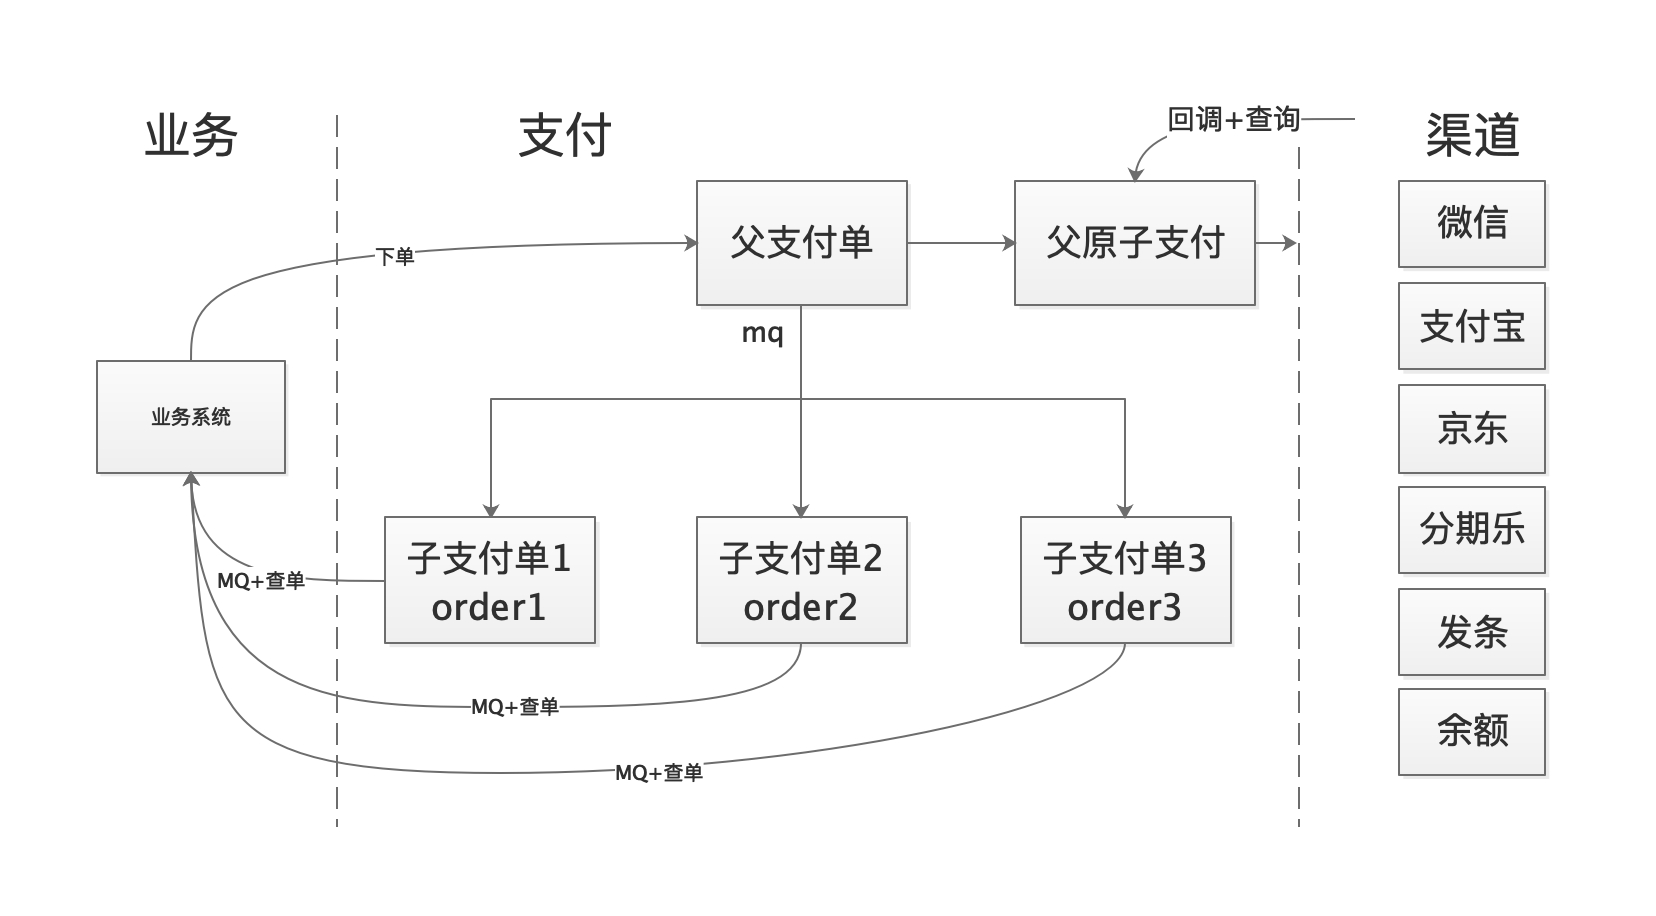 业务
支付
回调+查询
渠道
下单
父支付单
父原子支付
微信
mq
支付宝
业务系统
京东
分期乐
子支付单1
order1
子支付单2
order2
子支付单3
order3
MQ+查单
发条
MQ+查单
余额
MQ+查单